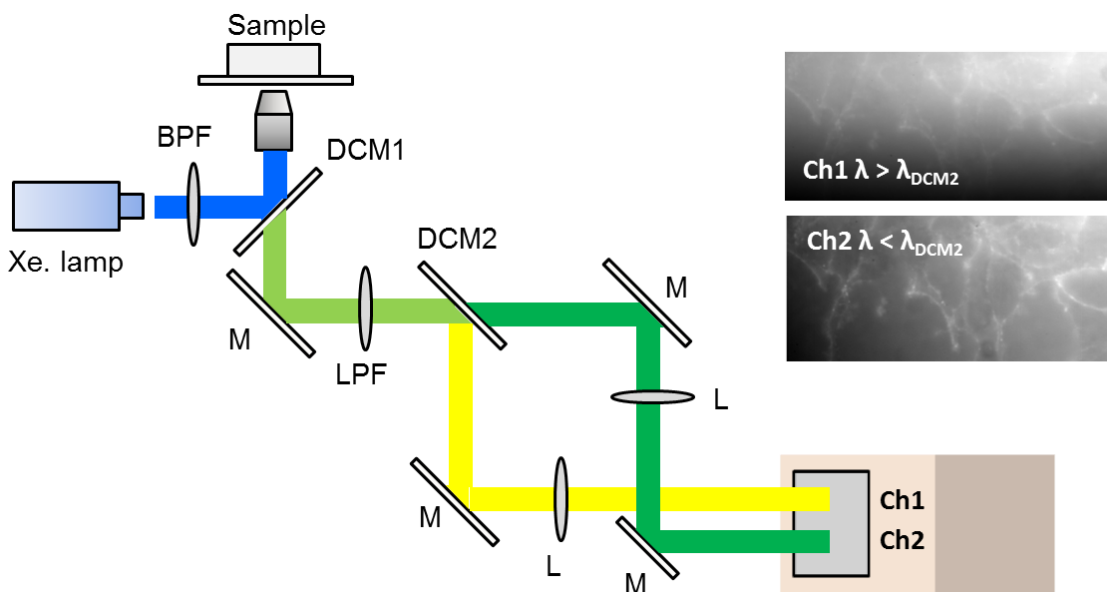 Sample
BPF
DCM1
Xe. lamp
DCM2
M
M
LPF
L
M
L
M
Ch1
Ch2
Ch1 λ > λDCM2
Ch2 λ < λDCM2